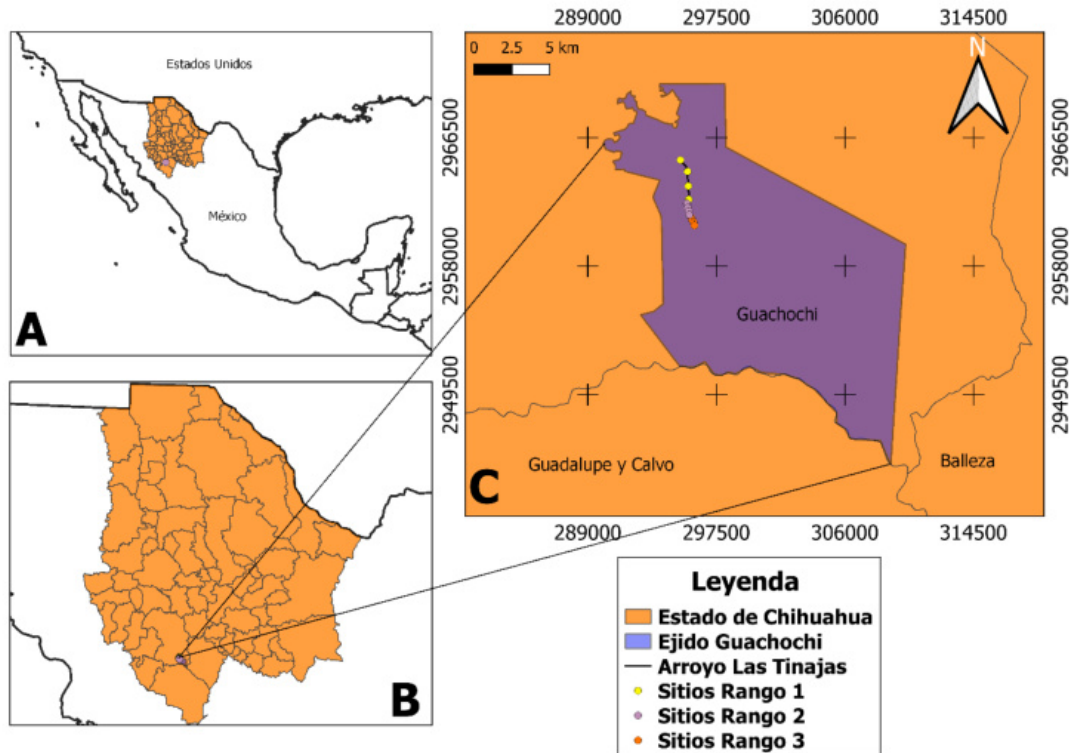 Estados Unidos
México
A
B
289000 297500 306000 314500
0 2.5 5 km
N
2966500 2966500
2958000 2958000
Guachochi
2949500 2949500
Guadalupe y Calvo
Balleza
C
289000 297500 306000 314500
Leyenda
Estado de Chihuahua
Ejido Guachochi
Arroyo Las Tinajas
Sitios Rango 1
Sitios Rango 2
Sitios Rango 3